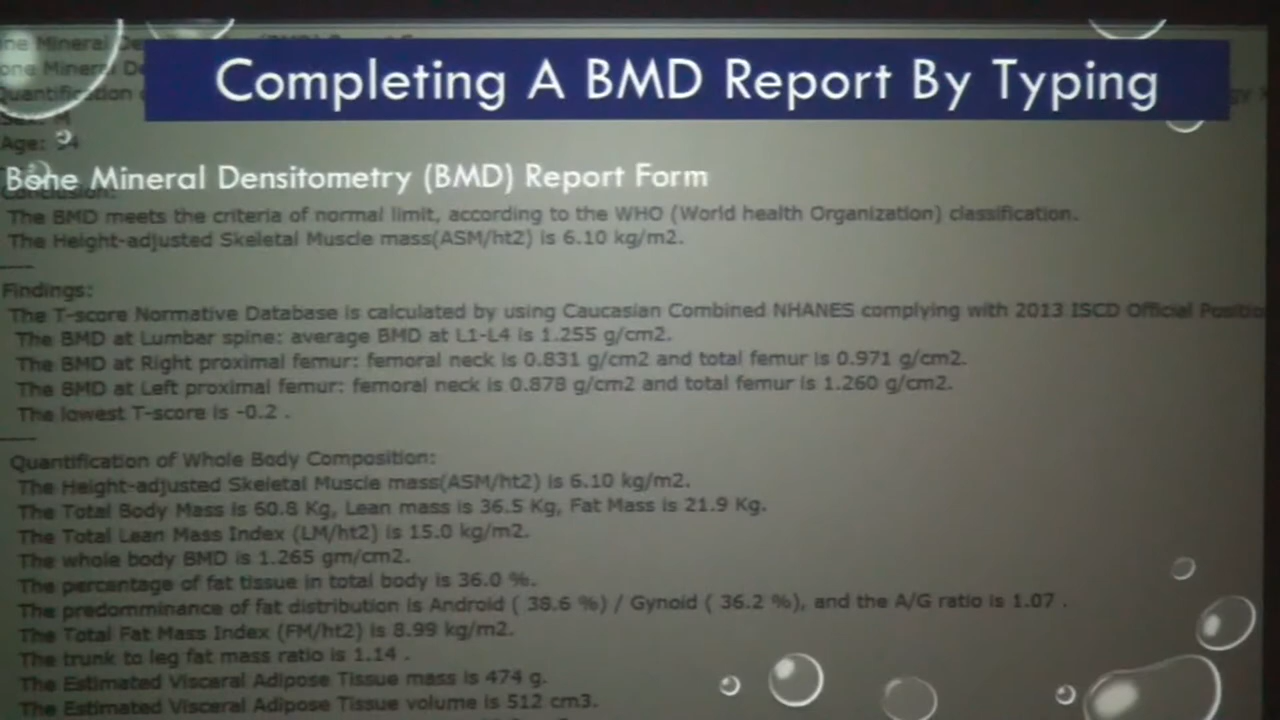 Completing A BMD Report By Typing
Age: 94
Bone Mineral Densitometry (BMD) Report Form
Conclusion:
The BMD meets the criteria of normal limit, according to the WHO (World health Organization) classification.
The Height-adjusted Skeletal Muscle mass(ASM/ht2) is 6.10 kg/m2.
-----
Findings:
The T-score Normative Database is calculated by using Caucasian Combined NHANES complying with 2013 ISCD Official
The BMD at Lumbar spine: average BMD at L1-L4 is 1.255 g/cm2.
The BMD at Right proximal femur: femoral neck is 0.831 g/cm2 and total femur is 0.971 g/cm2.
The BMD at Left proximal femur: femoral neck is 0.878 g/cm2 and total femur is 1.260 g/cm2.
The lowest T-score is -0.2 .
-----
Quantification of Whole Body Composition:
The Height-adjusted Skeletal Muscle mass(ASM/ht2) is 6.10 kg/m2.
The Total Body Mass is 60.8 Kg, Lean mass is 36.5 Kg, Fat Mass is 21.9 Kg.
The Total Lean Mass Index (LM/ht2) is 15.0 kg/m2.
The whole body BMD is 1.265 gm/cm2.
The percentage of fat tissue in total body is 36.0 %.
The predomminance of fat distribution is Android ( 38.6 %) / Gynoid ( 36.2 %), and the A/G ratio is 1.07 .
The Total Fat Mass Index (FM/ht2) is 8.99 kg/m2.
The trunk to leg fat mass ratio is 1.14 .
The Estimated Visceral Adipose Tissue mass is 474 g.
The Estimated Visceral Adipose Tissue volume is 512 cm3.